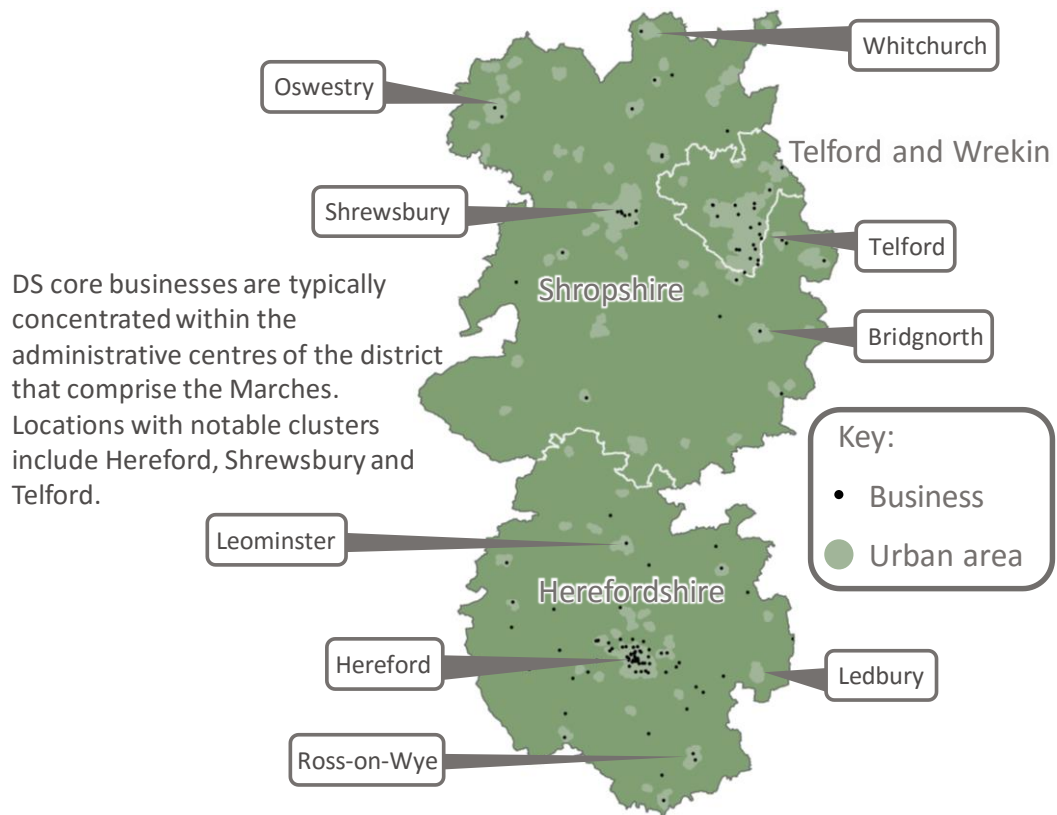 Whitchurch
Oswestry
Telford and Wrekin
Shrewsbury
Telford
DS core businesses are typically
concentrated within the
administrative centres of the district
that comprise the Marches.
Locations with notable clusters
include Hereford, Shrewsbury and
Telford.
Shropshire
Bridgnorth
Key:
Business
Urban area
Leominster
Herefordshire
Hereford
Ledbury
Ross-on-Wye